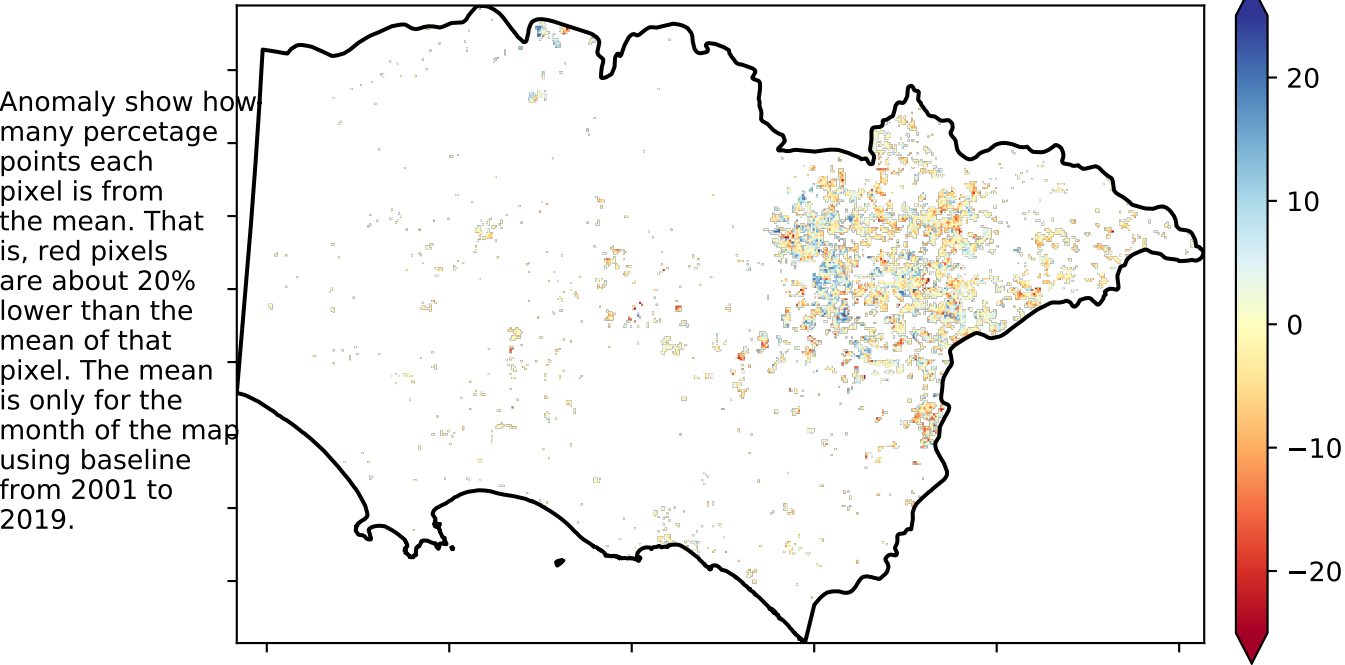 Anomaly show how
many percetage
points each
pixel is from
the mean. That
is, red pixels
are about 20%
lower than the
mean of that
pixel. The mean
is only for the
month of the map
using baseline
from 2001 to
2019.
20
10
0
−10
−20